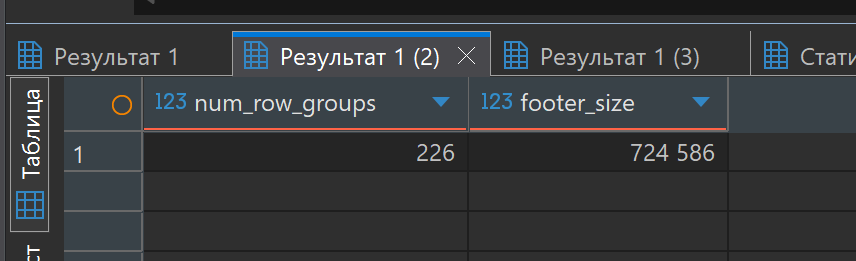 Результат 1
Результат 1 (2)
Результат 1 (3)
Стати
Таблица
123 num_row_groups
123 footer_size
1
226
724 586
ст